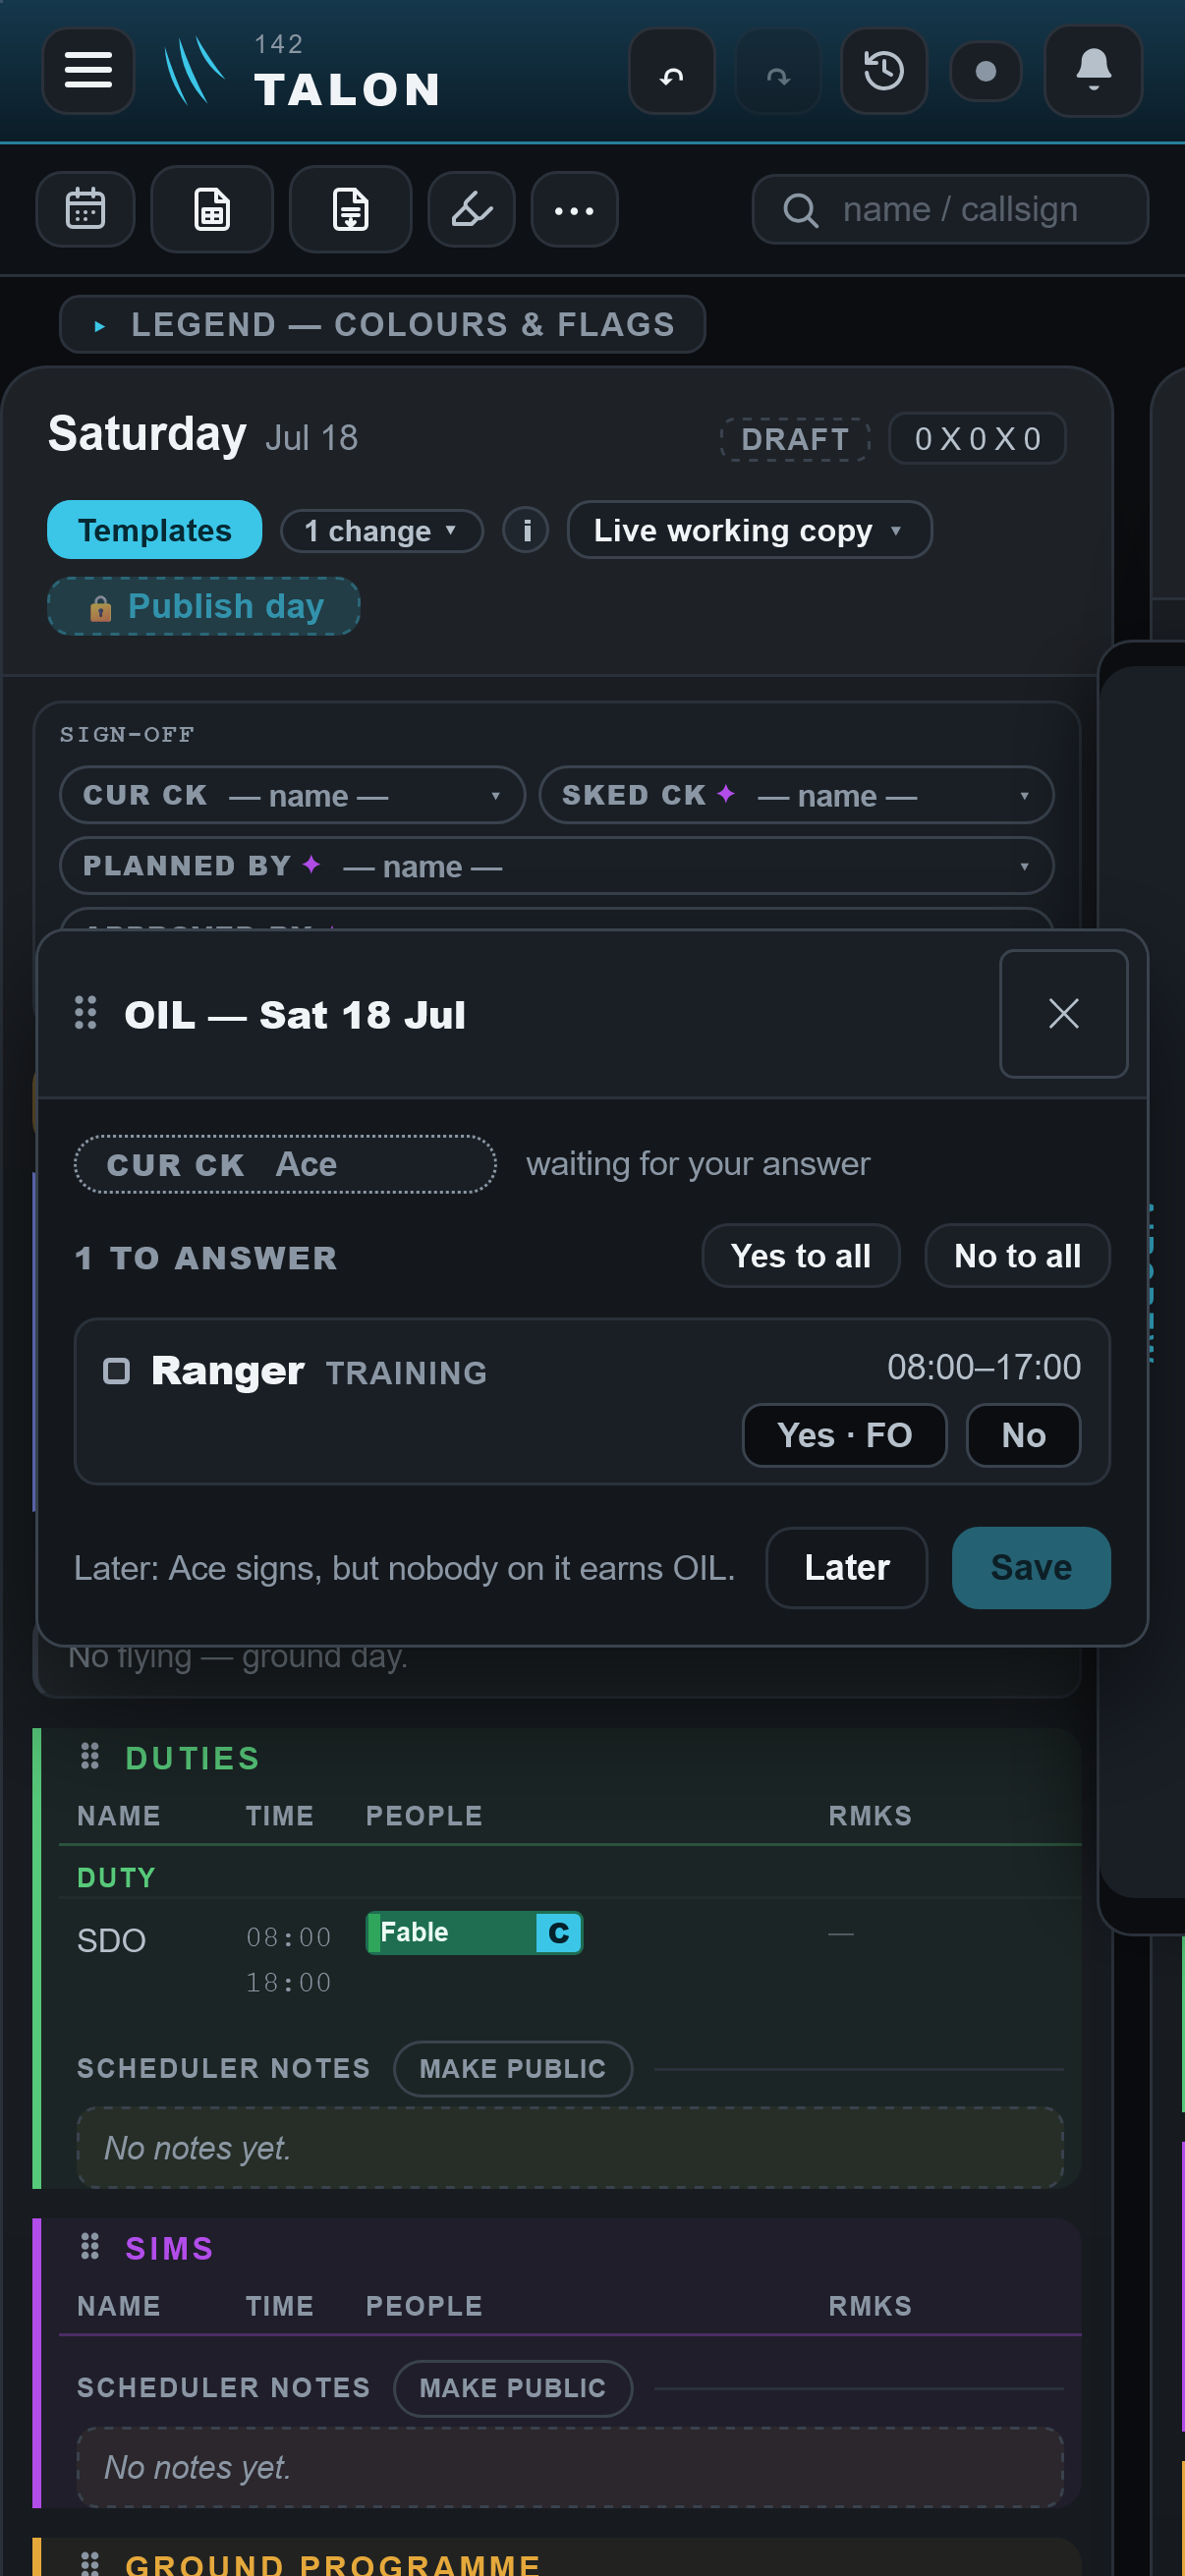 142
TALON
name / callsign
LEGEND — COLOURS & FLAGS
Saturday Jul 18
DRAFT
0 X 0 X 0
Templates
1 change
i
Live working copy
Publish day
SIGN-OFF
CUR CK — name —
SKED CK — name —
PLANNED BY — name —
OIL — Sat 18 Jul
CUR CK Ace
waiting for your answer
1 TO ANSWER
Yes to all
No to all
Ranger TRAINING
08:00–17:00
Yes · FO
No
Later: Ace signs, but nobody on it earns OIL.
Later
Save
No flying — ground day.
DUTIES
NAME TIME PEOPLE RMKS
DUTY
SDO 08:00 Fable C —
18:00
SCHEDULER NOTES MAKE PUBLIC
No notes yet.
SIMS
NAME TIME PEOPLE RMKS
SCHEDULER NOTES MAKE PUBLIC
No notes yet.
GROUND PROGRAMME